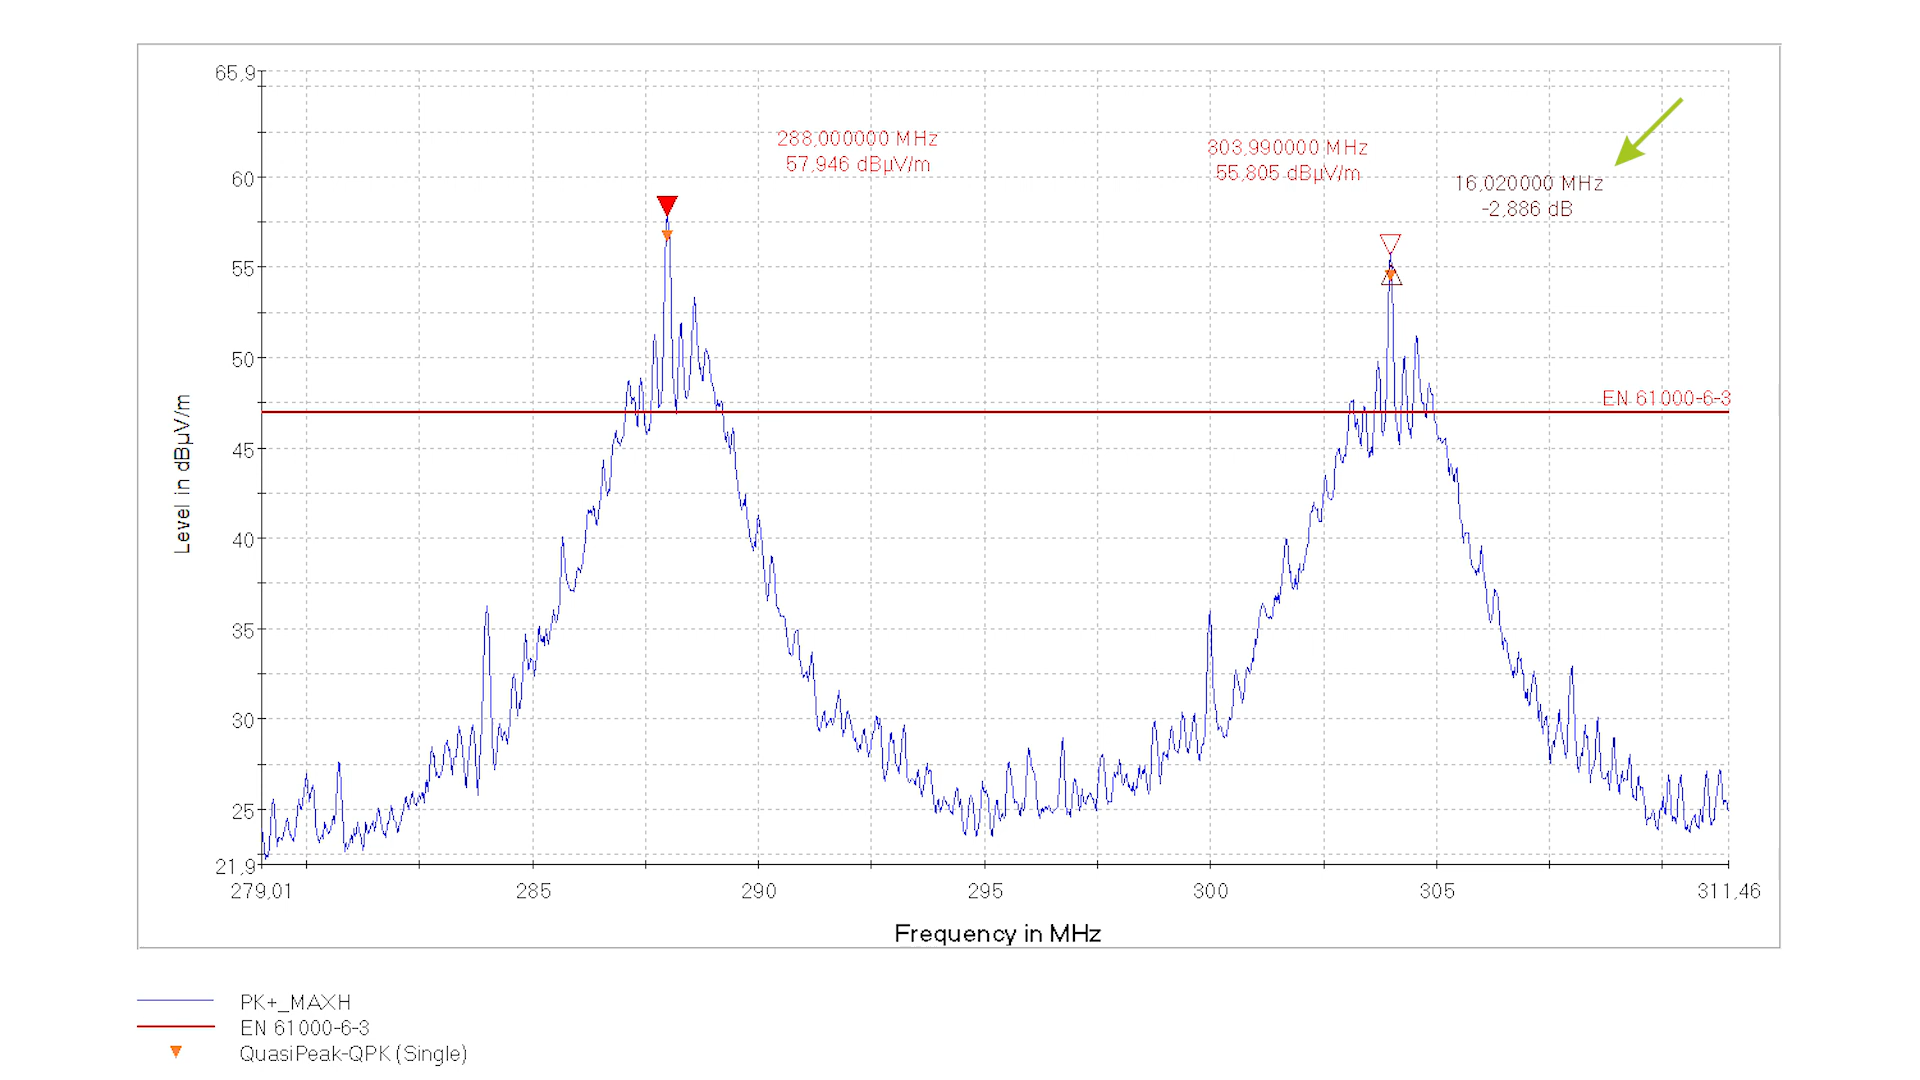 65,9
60
55
50
45
40
35
30
25
21,9
Level in dBµV/m
288,000000 MHz
57,946 dBµV/m
303,990000 MHz
55,805 dBµV/m
16,020000 MHz
-2,886 dB
EN 61000-6-3
279,01
285
290
295
300
305
311,46
Frequency in MHz
PK+_MAXH
EN 61000-6-3
QuasiPeak-QPK (Single)